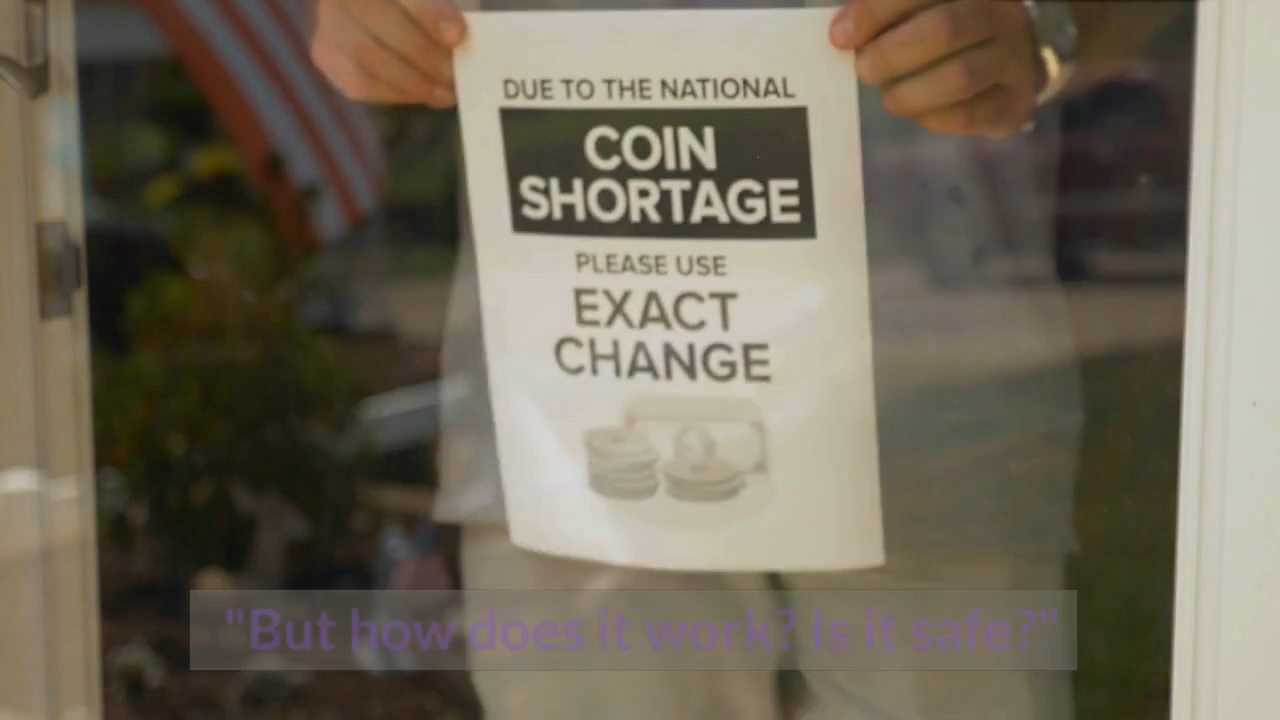 DUE TO THE NATIONAL
COIN
SHORTAGE
PLEASE USE
EXACT
CHANGE
"But how does it work? Is it safe?"